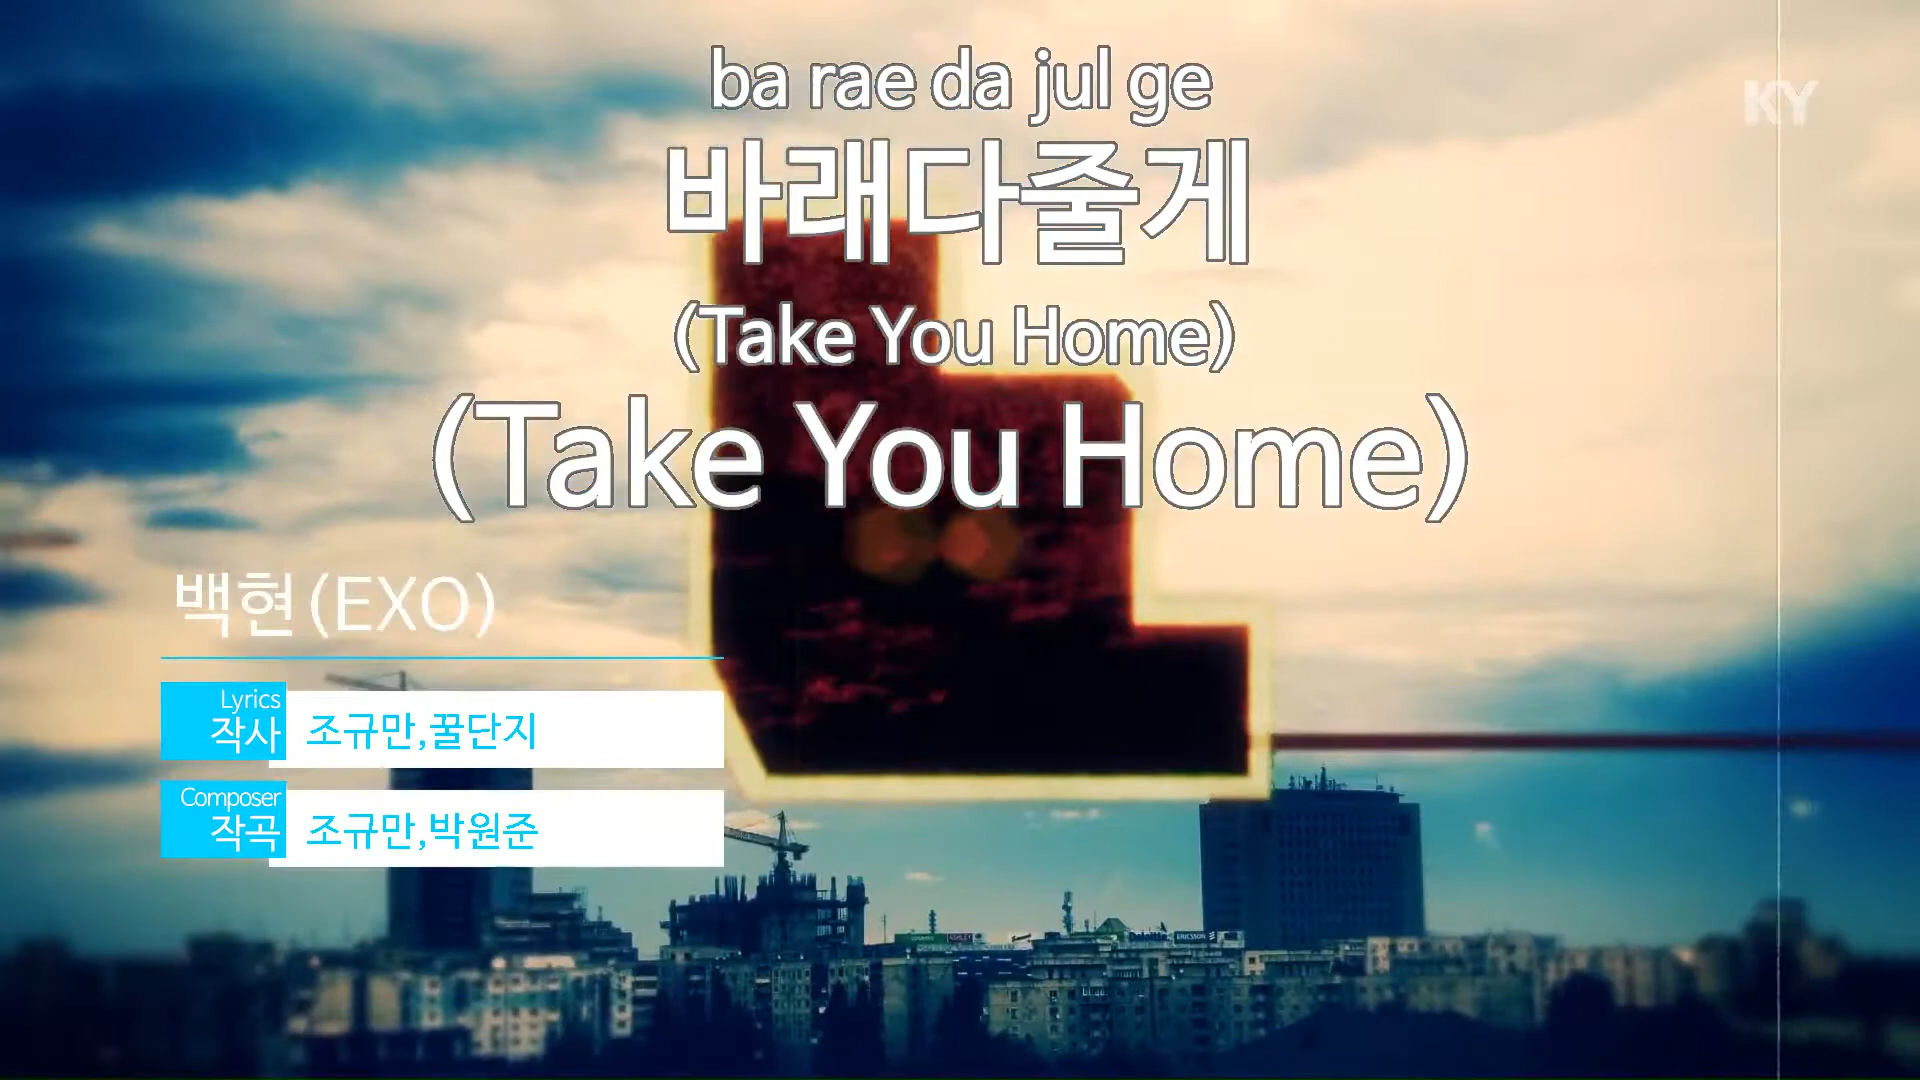 ba rae da jul ge
KY
바래다줄게
(Take You Home)
(Take You Home)
백현(EXO)
Lyrics
작사
조규만,꿀단지
Composer
작곡
조규만,박원준
ERICSSON